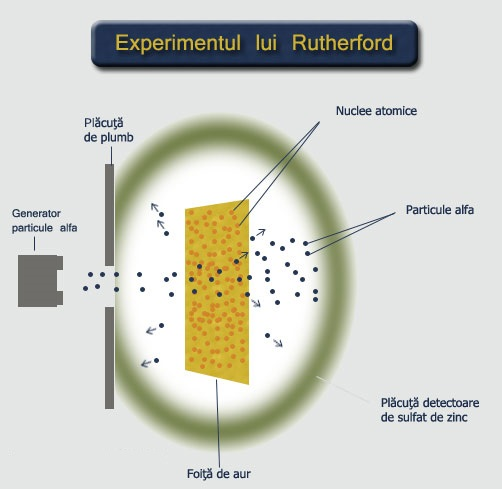 Experimentul lui Rutherford
Nuclee atomice
Plăcuță
de plumb
Particule alfa
Generator
particule alfa
Plăcuță detectoare
de sulfat de zinc
Foiță de aur